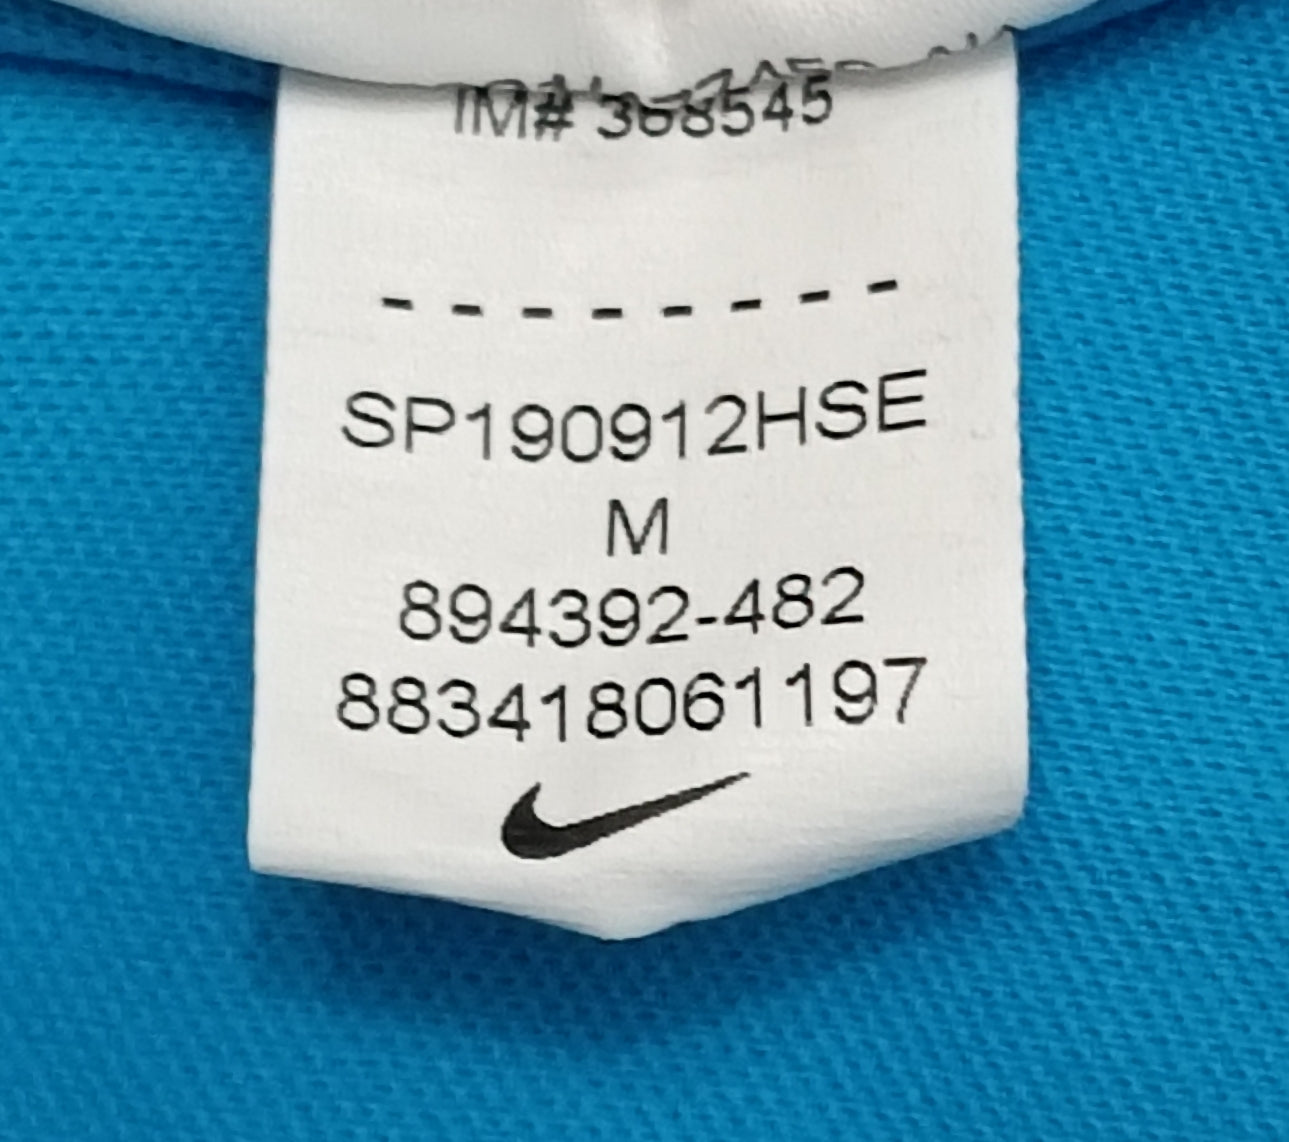 IM# 368545
- - - - - - - -
SP190912HSE
M
894392-482
883418061197